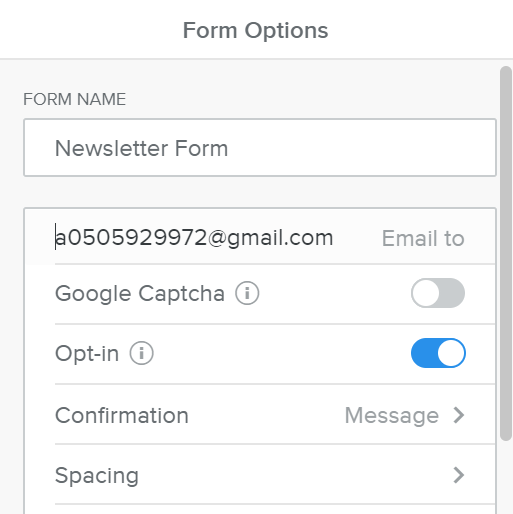 Form Options
FORM NAME
Newsletter Form
a0505929972@gmail.com Email to
Google Captcha
Opt-in
Confirmation Message
Spacing